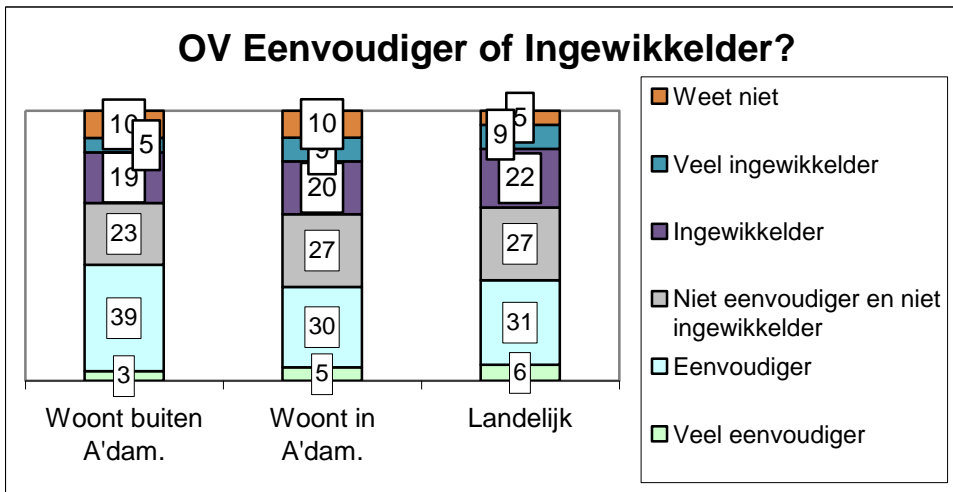 OV Eenvoudiger of Ingewikkelder?
10
5
19
23
39
3
10
9
20
27
30
5
5
9
22
27
31
6
Woont buiten
A'dam.
Woont in
A'dam.
Landelijk
Weet niet
Veel ingewikkelder
Ingewikkelder
Niet eenvoudiger en niet
ingewikkelder
Eenvoudiger
Veel eenvoudiger